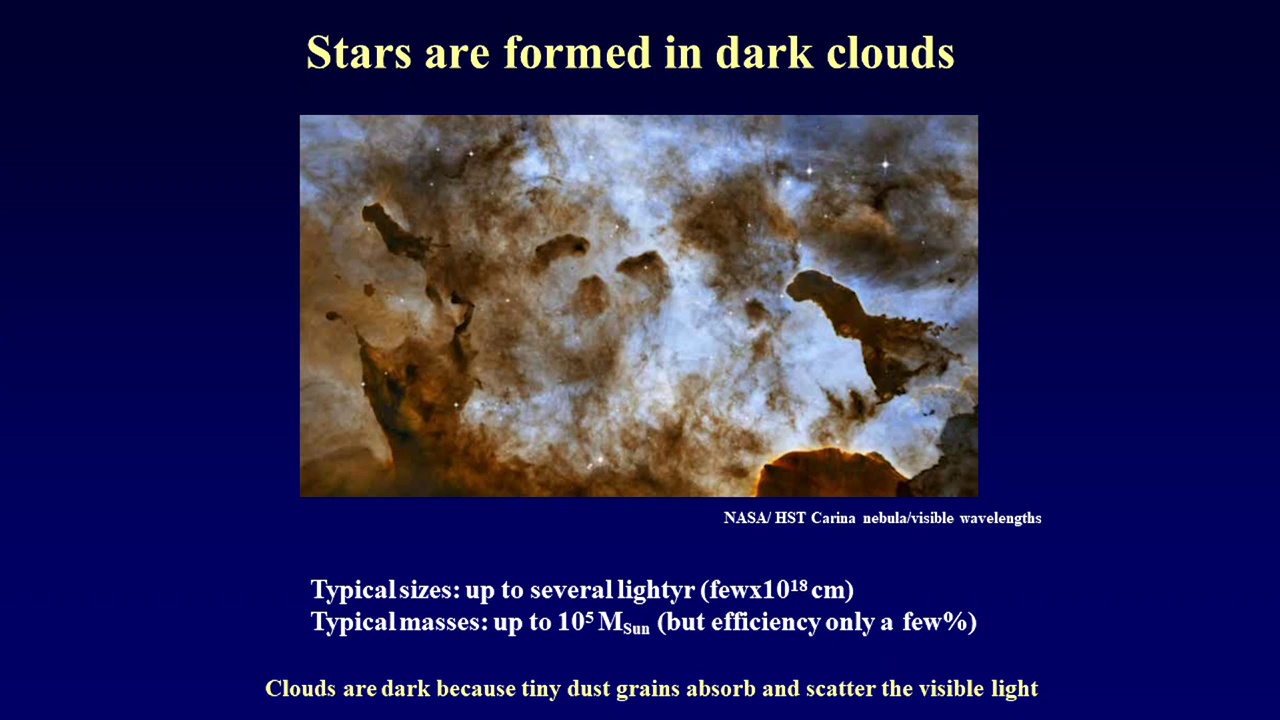 Stars are formed in dark clouds
NASA/ HST Carina nebula/visible wavelengths
Typical sizes: up to several lightyr (fewx10¹⁸ cm)
Typical masses: up to 10⁵ M_Sun (but efficiency only a few%)
Clouds are dark because tiny dust grains absorb and scatter the visible light